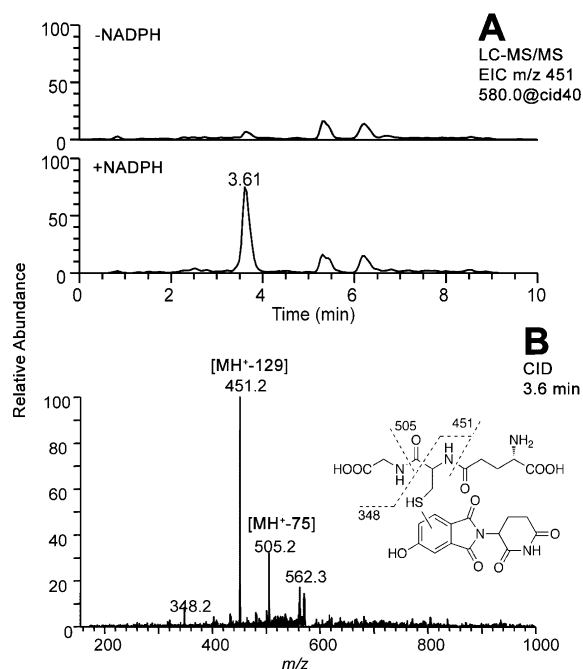 100
50
0
-NADPH
A
LC-MS/MS
EIC m/z 451
580.0@cid40
100
50
0
+NADPH
3.61
0 2 4 6 8 10
Time (min)
Relative Abundance
B
CID
3.6 min
[MH⁺-129]
451.2
100
80
60
40
20
0
[MH⁺-75]
505.2
562.3
348.2
505
451
348
O
H
N
NH₂
HOOC
N
H
O
COOH
HS
O
N
O
HO
O
O
NH
200 400 600 800 1000
m/z